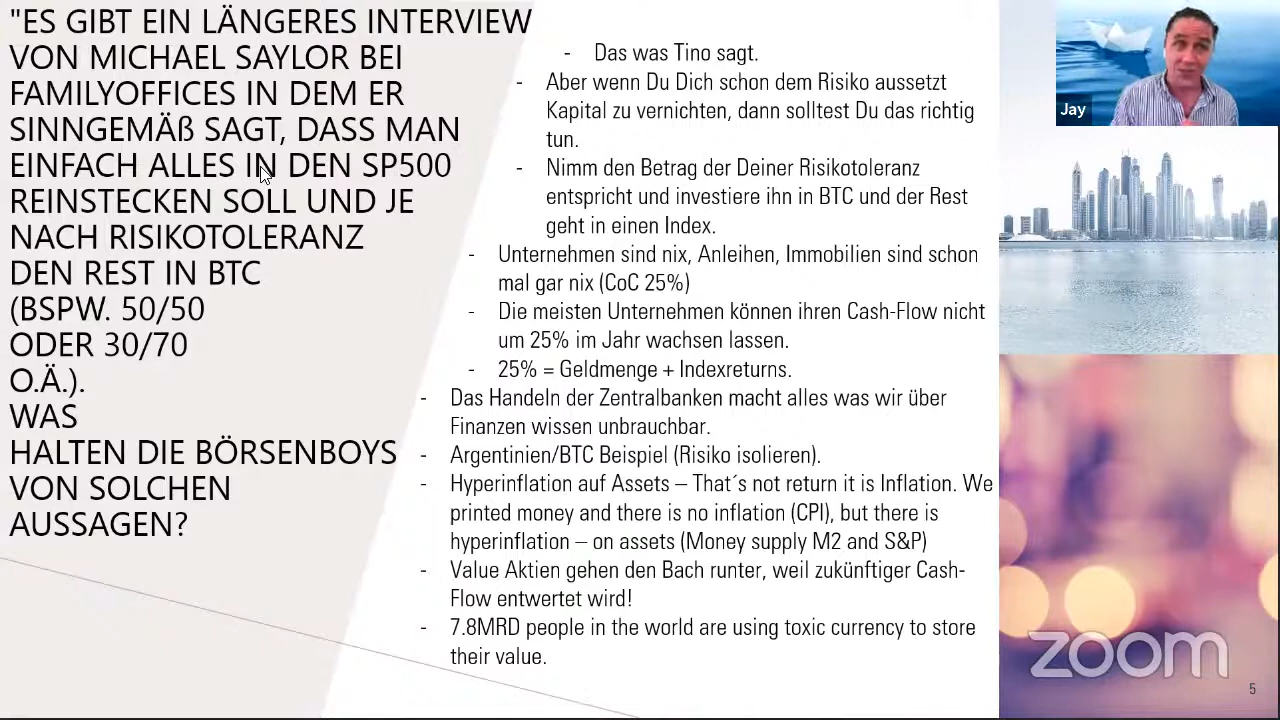 "ES GIBT EIN LÄNGERES INTERVIEW
VON MICHAEL SAYLOR BEI
FAMILYOFFICES IN DEM ER
SINNGEMÄß SAGT, DASS MAN
EINFACH ALLES IN DEN SP500
REINSTECKEN SOLL UND JE
NACH RISIKOTOLERANZ
DEN REST IN BTC
(BSPW. 50/50
ODER 30/70
O.Ä.).
WAS
HALTEN DIE BÖRSENBOYS
VON SOLCHEN
AUSSAGEN?
- Das was Tino sagt.
- Aber wenn Du Dich schon dem Risiko aussetzt
Kapital zu vernichten, dann solltest Du das richtig
tun.
- Nimm den Betrag der Deiner Risikotoleranz
entspricht und investiere ihn in BTC und der Rest
geht in einen Index.
- Unternehmen sind nix, Anleihen, Immobilien sind schon
mal gar nix (CoC 25%)
- Die meisten Unternehmen können ihren Cash-Flow nicht
um 25% im Jahr wachsen lassen.
- 25% = Geldmenge + Indexreturns.
- Das Handeln der Zentralbanken macht alles was wir über
Finanzen wissen unbrauchbar.
- Argentinien/BTC Beispiel (Risiko isolieren).
- Hyperinflation auf Assets – That´s not return it is Inflation. We
printed money and there is no inflation (CPI), but there is
hyperinflation – on assets (Money supply M2 and S&P)
- Value Aktien gehen den Bach runter, weil zukünftiger Cash-
Flow entwertet wird!
- 7.8MRD people in the world are using toxic currency to store
their value.
Jay
zoom
5